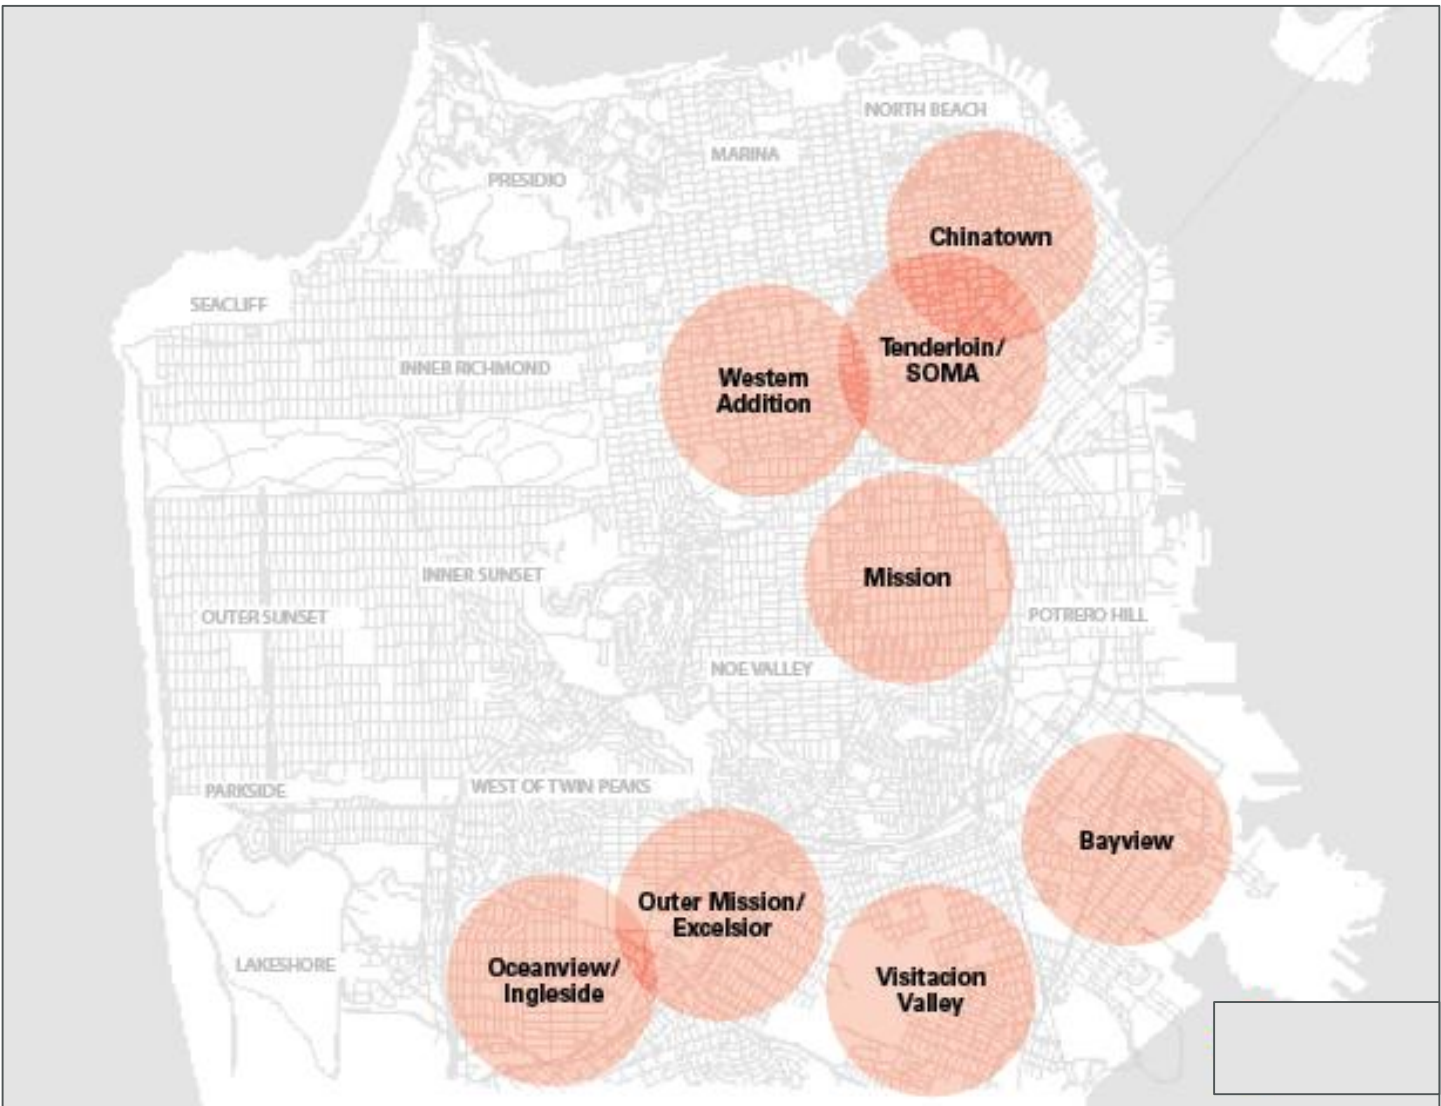 NORTH BEACH
MARINA
PRESIDIO
Chinatown
SEACLIFF
Tenderloin/
SOMA
INNER RICHMOND
Western
Addition
INNER SUNSET
Mission
OUTER SUNSET
POTRERO HILL
NOE VALLEY
WEST OF TWIN PEAKS
PARKSIDE
Bayview
Outer Mission/
Excelsior
LAKESHORE
Oceanview/
Ingleside
Visitacion
Valley